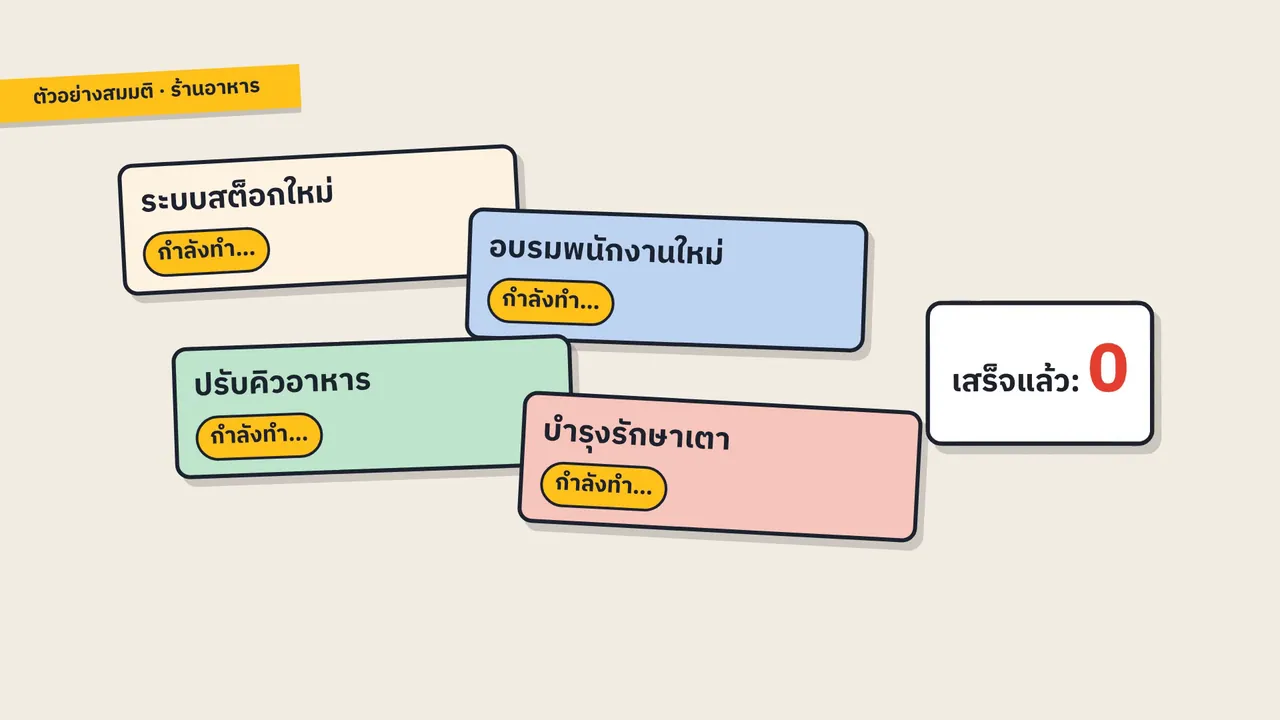 ตัวอย่างสมมติ · ร้านอาหาร
ระบบสต็อกใหม่
กำลังทำ...
อบรมพนักงานใหม่
กำลังทำ...
ปรับคิวอาหาร
กำลังทำ...
บำรุงรักษาเตา
กำลังทำ...
เสร็จแล้ว: 0